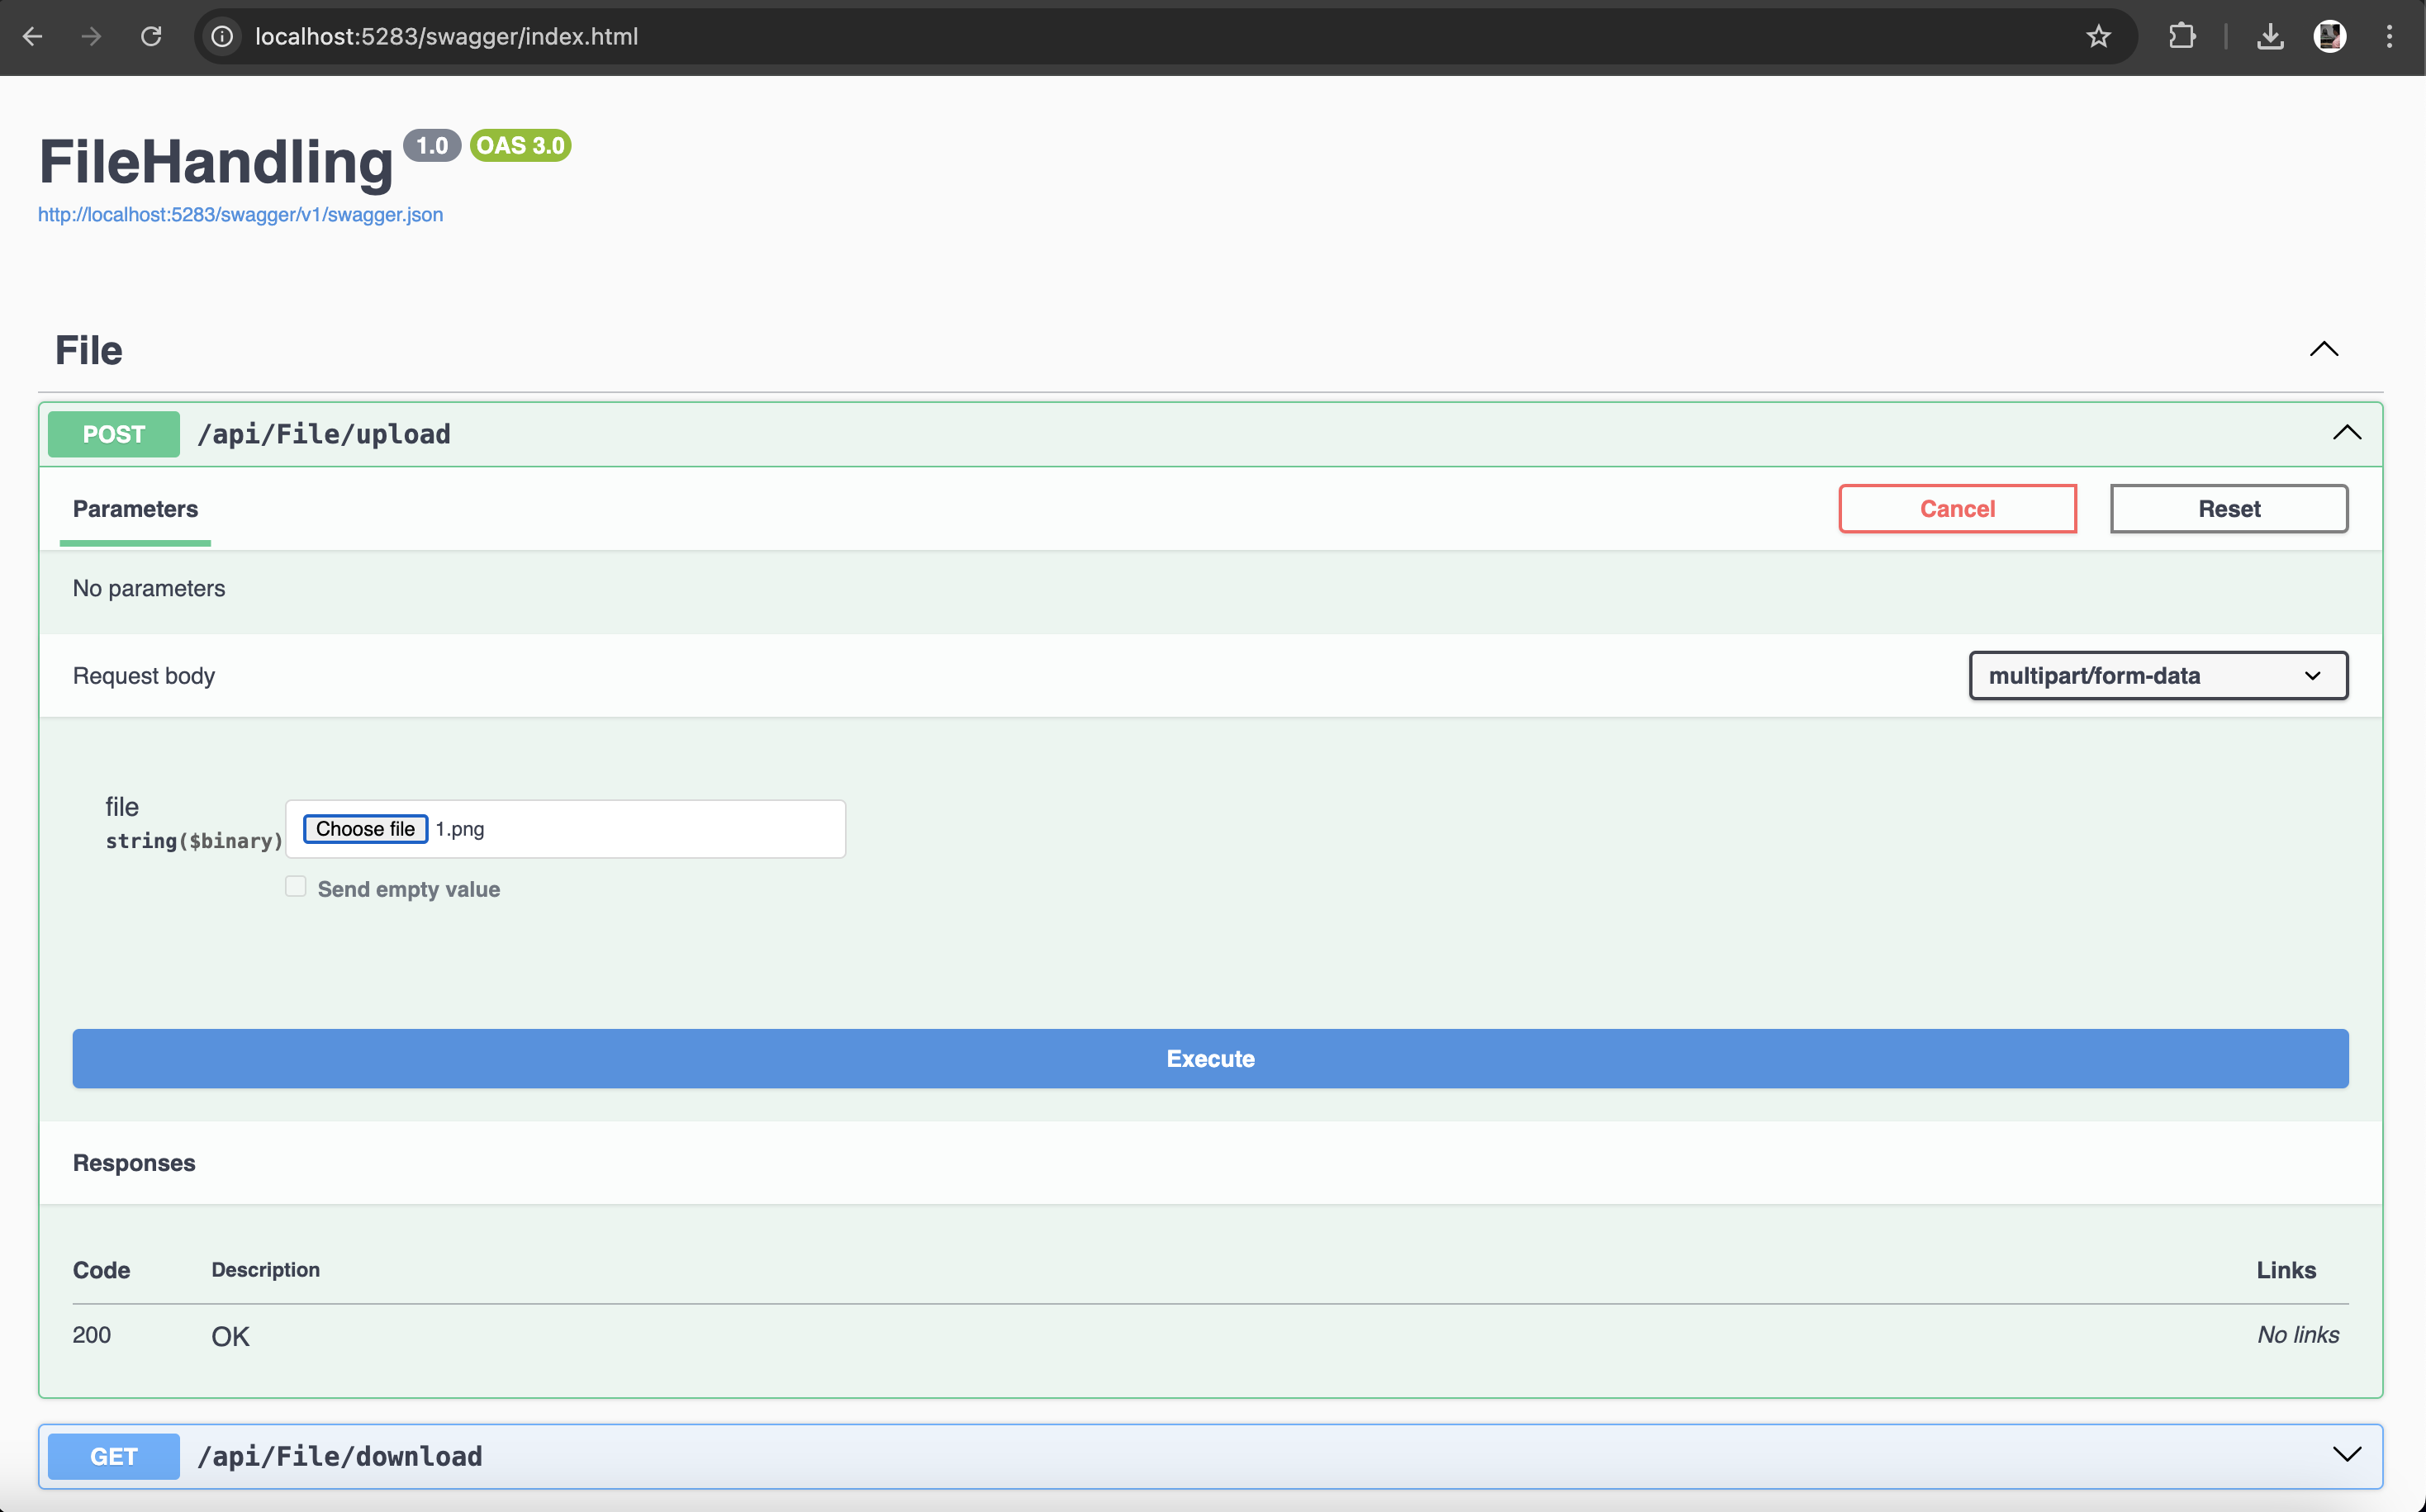 localhost:5283/swagger/index.html
FileHandling 1.0 OAS 3.0
http://localhost:5283/swagger/v1/swagger.json
File
POST /api/File/upload
Parameters Cancel Reset
No parameters
Request body multipart/form-data
file
string($binary) Choose file 1.png
Send empty value
Execute
Responses
Code Description Links
200 OK No links
GET /api/File/download